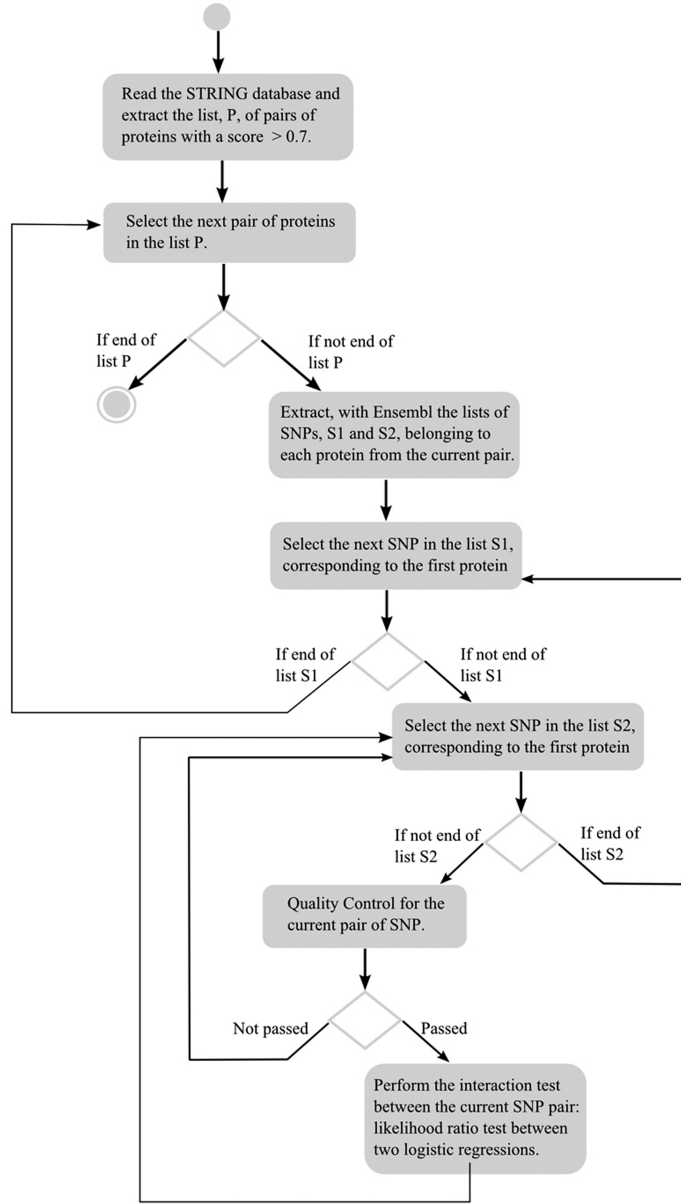 Read the STRING database and
extract the list, P, of pairs of
proteins with a score > 0.7.
Select the next pair of proteins
in the list P.
If end of
list P
If not end of
list P
Extract, with Ensembl the lists of
SNPs, S1 and S2, belonging to
each protein from the current pair.
Select the next SNP in the list S1,
corresponding to the first protein
If end of
list S1
If not end of
list S1
Select the next SNP in the list S2,
corresponding to the first protein
If not end of
list S2
If end of
list S2
Quality Control for the
current pair of SNP.
Not passed
Passed
Perform the interaction test
between the current SNP pair:
likelihood ratio test between
two logistic regressions.